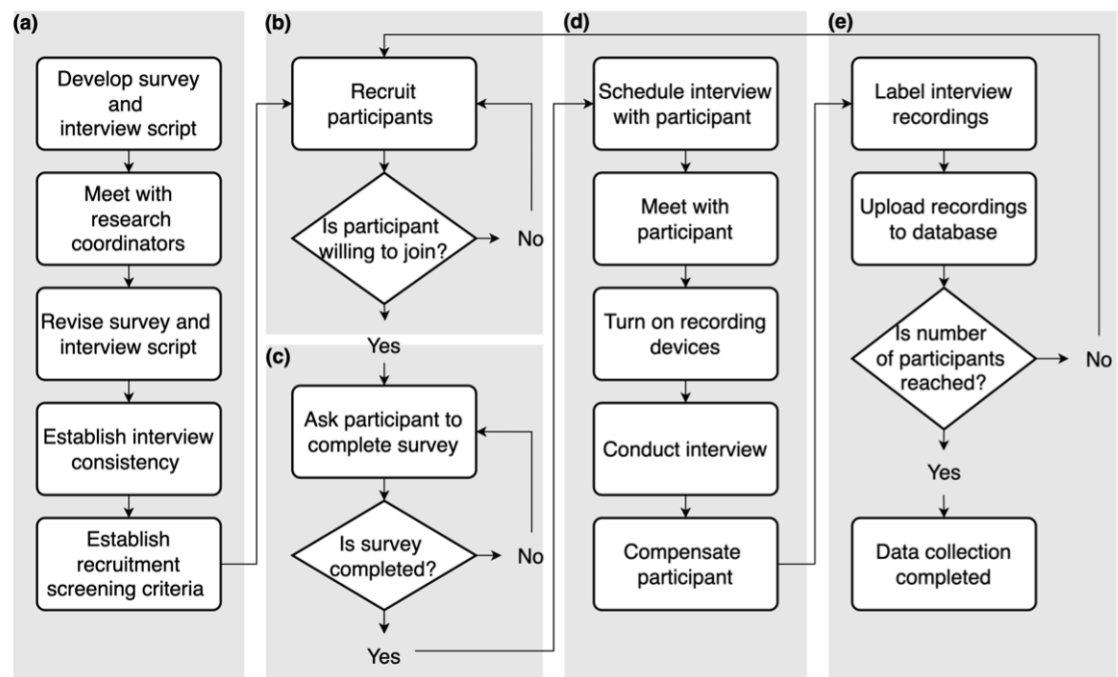 (a)
Develop survey
and
interview script
Meet with
research
coordinators
Revise survey and
interview script
Establish interview
consistency
Establish
recruitment
screening criteria
(b)
Recruit
participants
Is participant
willing to join?
No
Yes
(c)
Ask participant to
complete survey
Is survey
completed?
No
Yes
(d)
Schedule interview
with participant
Meet with
participant
Turn on recording
devices
Conduct interview
Compensate
participant
(e)
Label interview
recordings
Upload recordings
to database
Is number
of participants
reached?
No
Yes
Data collection
completed